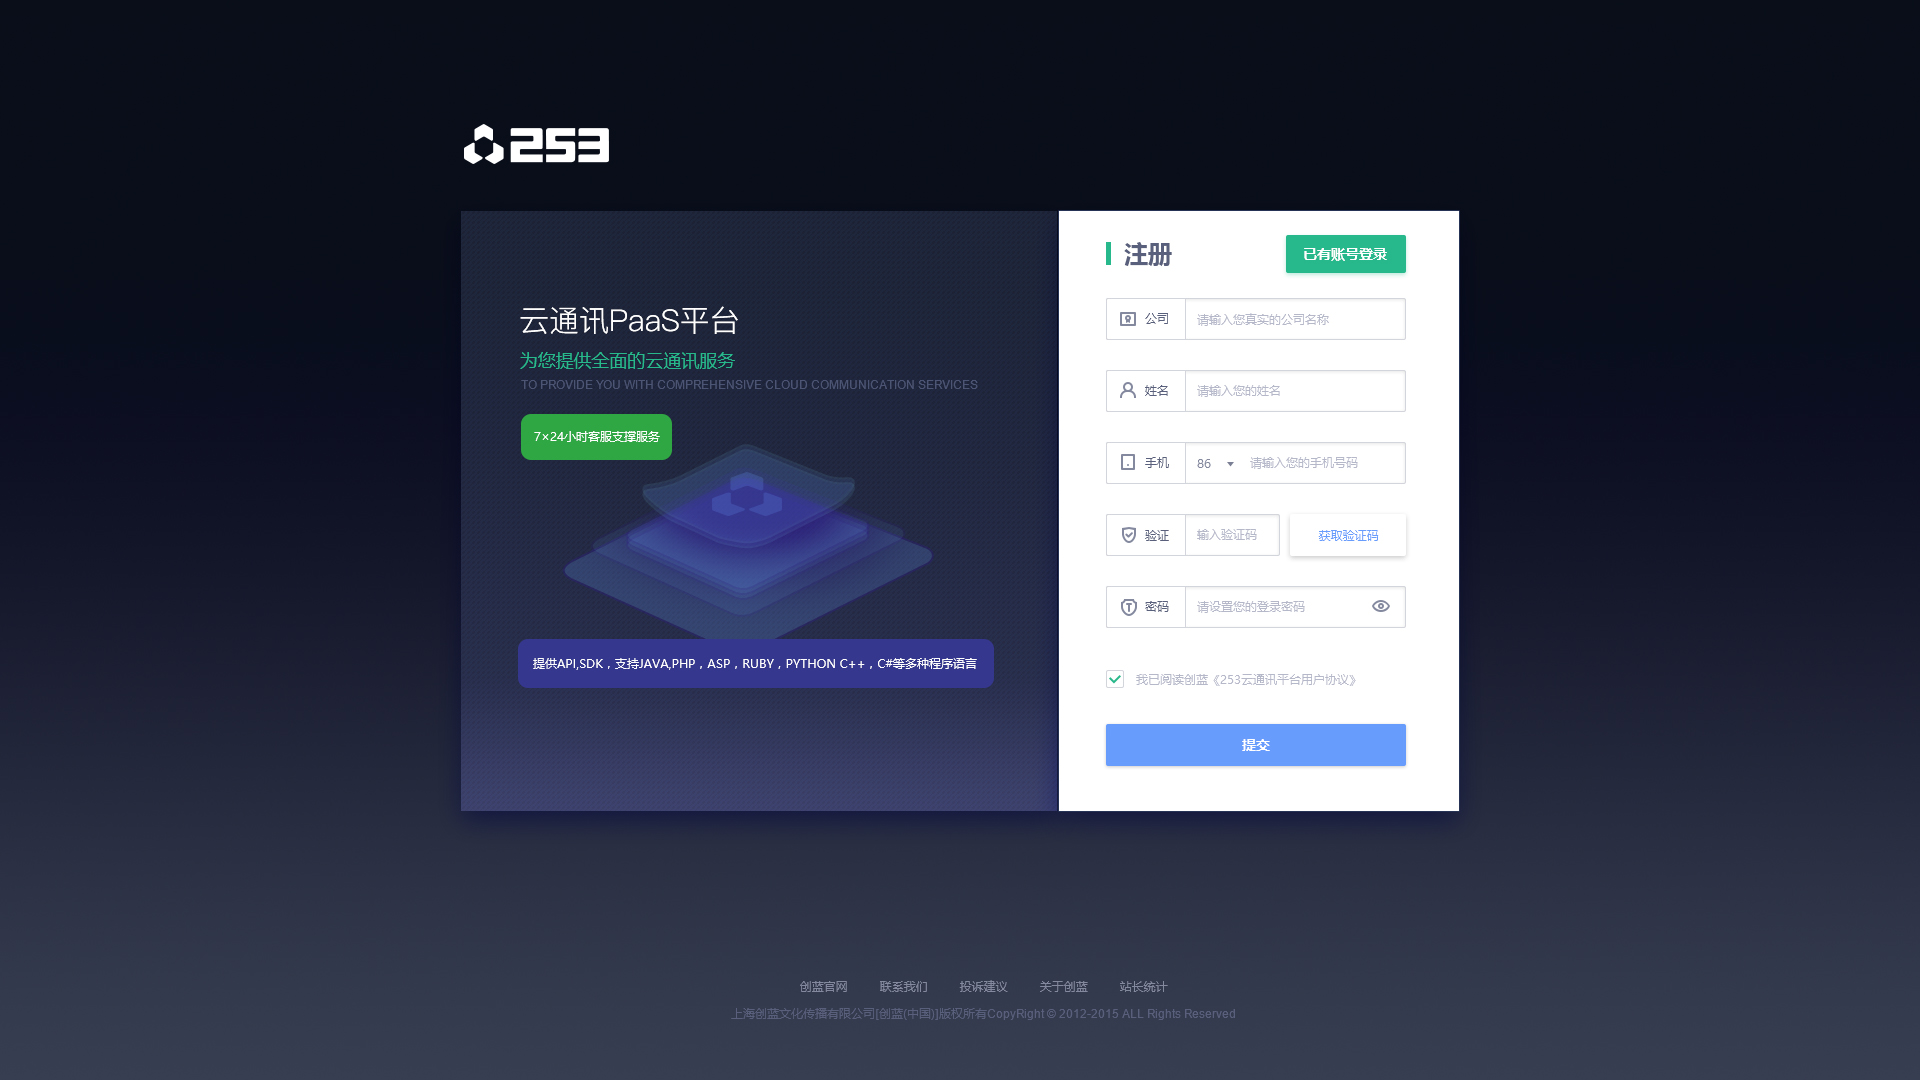 253
云通讯PaaS平台
为您提供全面的云通讯服务
TO PROVIDE YOU WITH COMPREHENSIVE CLOUD COMMUNICATION SERVICES
7×24小时客服支撑服务
提供API,SDK，支持JAVA,PHP，ASP，RUBY，PYTHON C++，C#等多种程序语言
注册
已有账号登录
公司 请输入您真实的公司名称
姓名 请输入您的姓名
手机 86 请输入您的手机号码
验证 输入验证码 获取验证码
密码 请设置您的登录密码
我已阅读创蓝《253云通讯平台用户协议》
提交
创蓝官网 联系我们 投诉建议 关于创蓝 站长统计
上海创蓝文化传播有限公司[创蓝(中国)]版权所有CopyRight © 2012-2015 ALL Rights Reserved